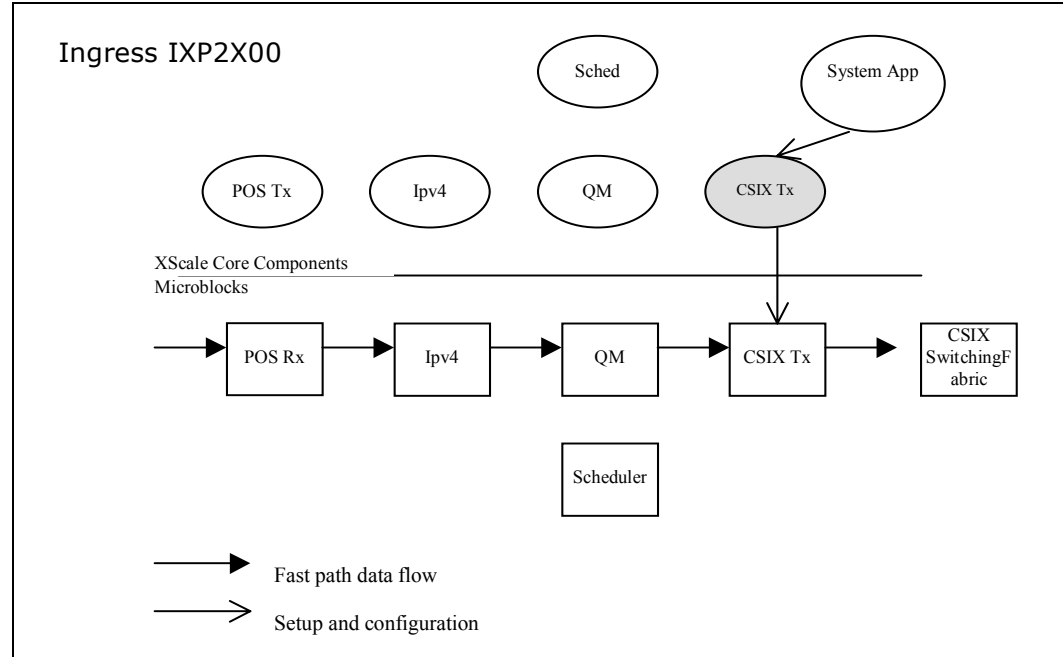 Ingress IXP2X00
Sched
System App
POS Tx
Ipv4
QM
CSIX Tx
XScale Core Components
Microblocks
POS Rx
Ipv4
QM
CSIX Tx
CSIX
SwitchingF
abric
Scheduler
Fast path data flow
Setup and configuration